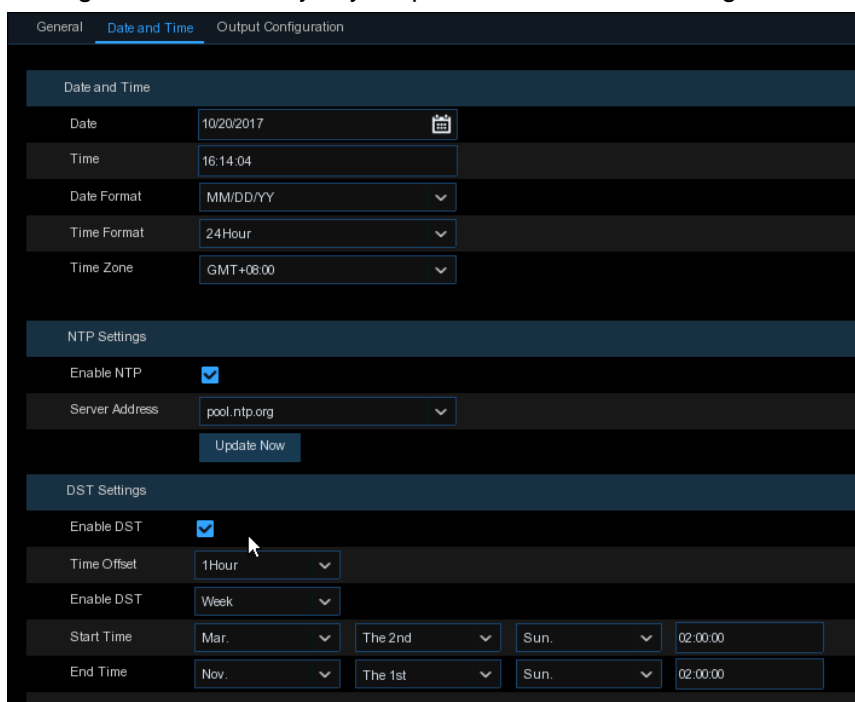 General Date and Time Output Configuration
Date and Time
Date 10/20/2017
Time 16:14:04
Date Format MM/DD/YY
Time Format 24Hour
Time Zone GMT+08:00
NTP Settings
Enable NTP
Server Address pool.ntp.org
Update Now
DST Settings
Enable DST
Time Offset 1Hour
Enable DST Week
Start Time Mar. The 2nd Sun. 02:00:00
End Time Nov. The 1st Sun. 02:00:00